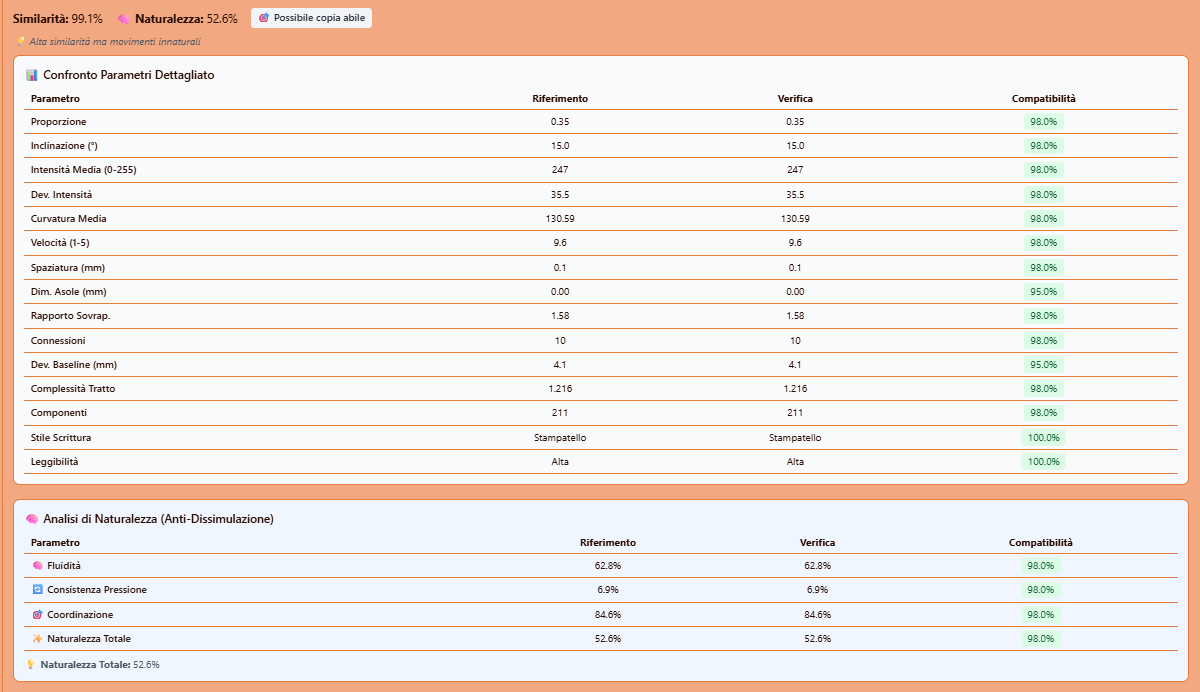 Similarità: 99.1% 🧠 Naturalezza: 52.6% 🎯 Possibile copia abile
💡 Alta similarità ma movimenti innaturali
📊 Confronto Parametri Dettagliato
Parametro Riferimento Verifica Compatibilità
Proporzione 0.35 0.35 98.0%
Inclinazione (°) 15.0 15.0 98.0%
Intensità Media (0-255) 247 247 98.0%
Dev. Intensità 35.5 35.5 98.0%
Curvatura Media 130.59 130.59 98.0%
Velocità (1-5) 9.6 9.6 98.0%
Spaziatura (mm) 0.1 0.1 98.0%
Dim. Asole (mm) 0.00 0.00 95.0%
Rapporto Sovrap. 1.58 1.58 98.0%
Connessioni 10 10 98.0%
Dev. Baseline (mm) 4.1 4.1 95.0%
Complessità Tratto 1.216 1.216 98.0%
Componenti 211 211 98.0%
Stile Scrittura Stampatello Stampatello 100.0%
Leggibilità Alta Alta 100.0%
🧠 Analisi di Naturalezza (Anti-Dissimulazione)
Parametro Riferimento Verifica Compatibilità
🧠 Fluidità 62.8% 62.8% 98.0%
🔄 Consistenza Pressione 6.9% 6.9% 98.0%
🎯 Coordinazione 84.6% 84.6% 98.0%
✨ Naturalezza Totale 52.6% 52.6% 98.0%
💡 Naturalezza Totale: 52.6%